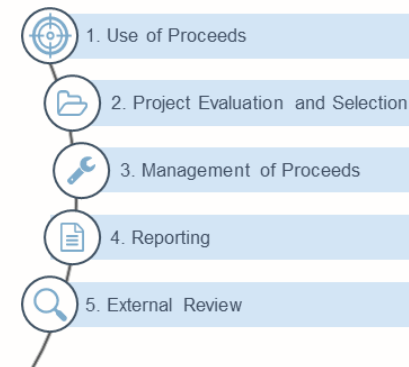 1. Use of Proceeds
2. Project Evaluation and Selection
3. Management of Proceeds
4. Reporting
5. External Review